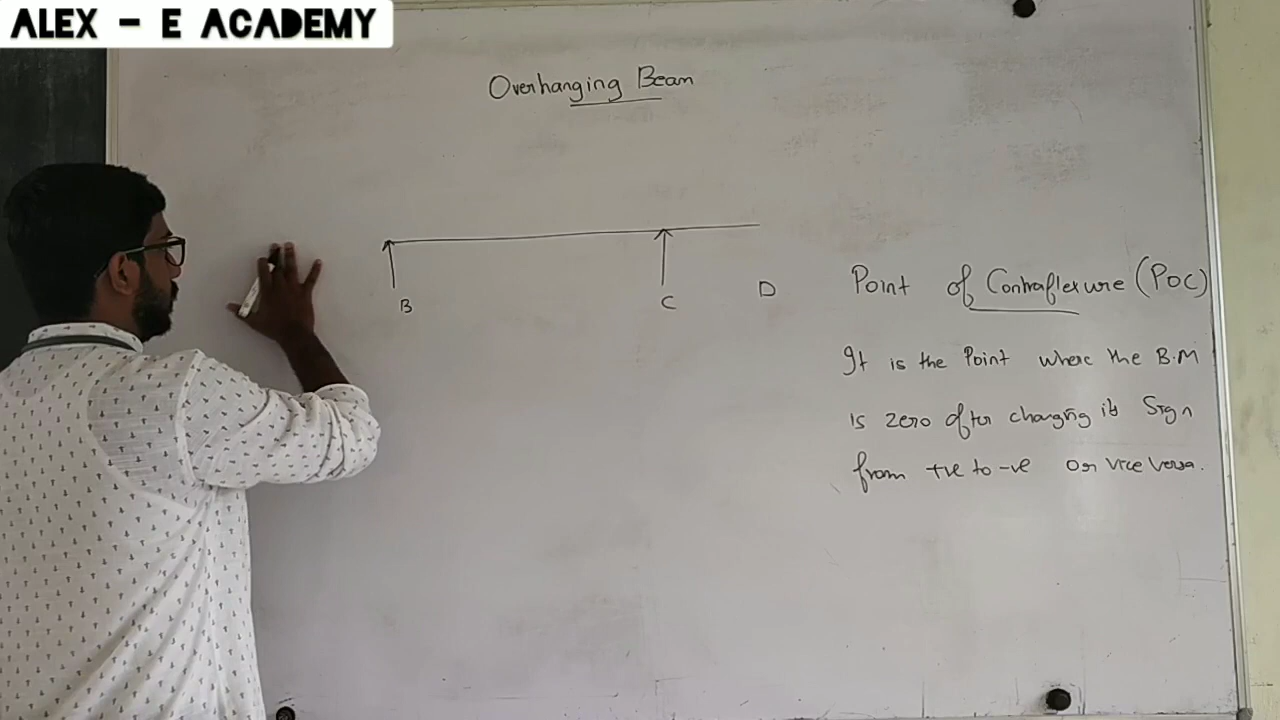 ALEX - E ACADEMY
Overhanging Beam
B
C
D
Point of Contraflexure (POC)
It is the Point where the B.M
is zero after changing its Sign
from +ve to -ve or vice versa.